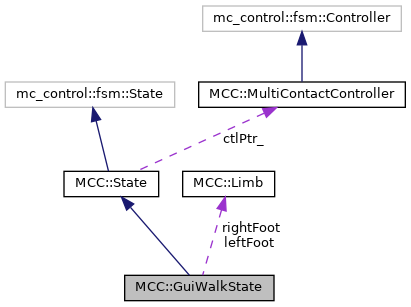 mc_control::fsm::Controller
mc_control::fsm::State
MCC::MultiContactController
ctlPtr_
MCC::State
MCC::Limb
rightFoot
leftFoot
MCC::GuiWalkState